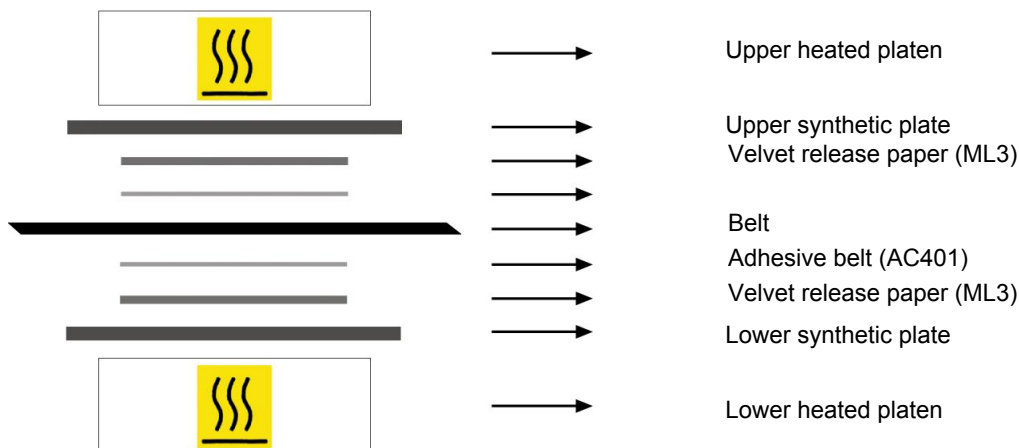 Upper heated platen
Upper synthetic plate
Velvet release paper (ML3)
Belt
Adhesive belt (AC401)
Velvet release paper (ML3)
Lower synthetic plate
Lower heated platen